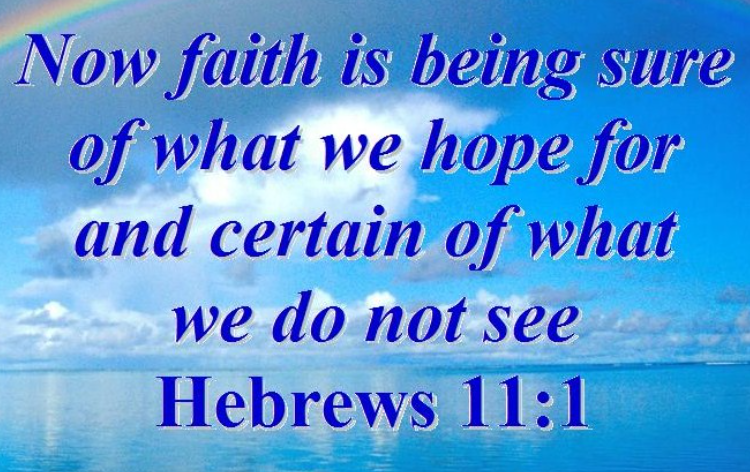 Now faith is being sure
of what we hope for
and certain of what
we do not see
Hebrews 11:1